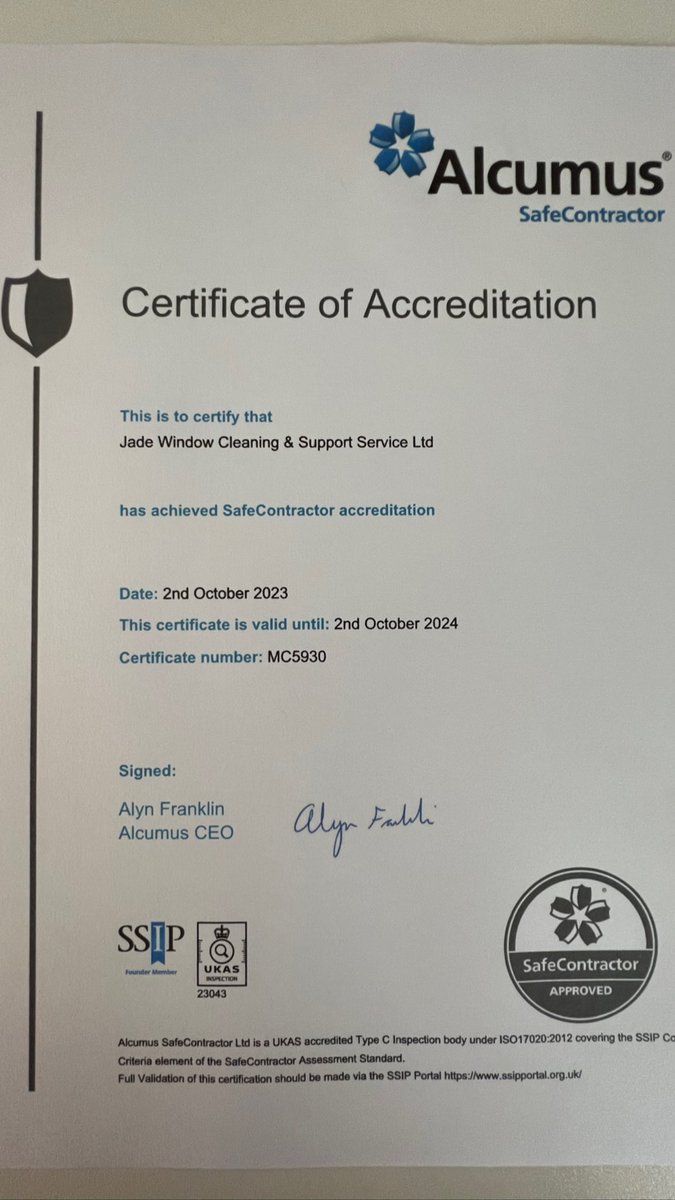 Alcumus®
SafeContractor
Certificate of Accreditation
This is to certify that
Jade Window Cleaning & Support Service Ltd
has achieved SafeContractor accreditation
Date: 2nd October 2023
This certificate is valid until: 2nd October 2024
Certificate number: MC5930
Signed:
Alyn Franklin
Alcumus CEO
Alyn Franklin
SSIP
Founder Member
UKAS
INSPECTION
23043
SafeContractor
APPROVED
Alcumus SafeContractor Ltd is a UKAS accredited Type C Inspection body under ISO17020:2012 covering the SSIP Co
Criteria element of the SafeContractor Assessment Standard.
Full Validation of this certification should be made via the SSIP Portal https://www.ssipportal.org.uk/